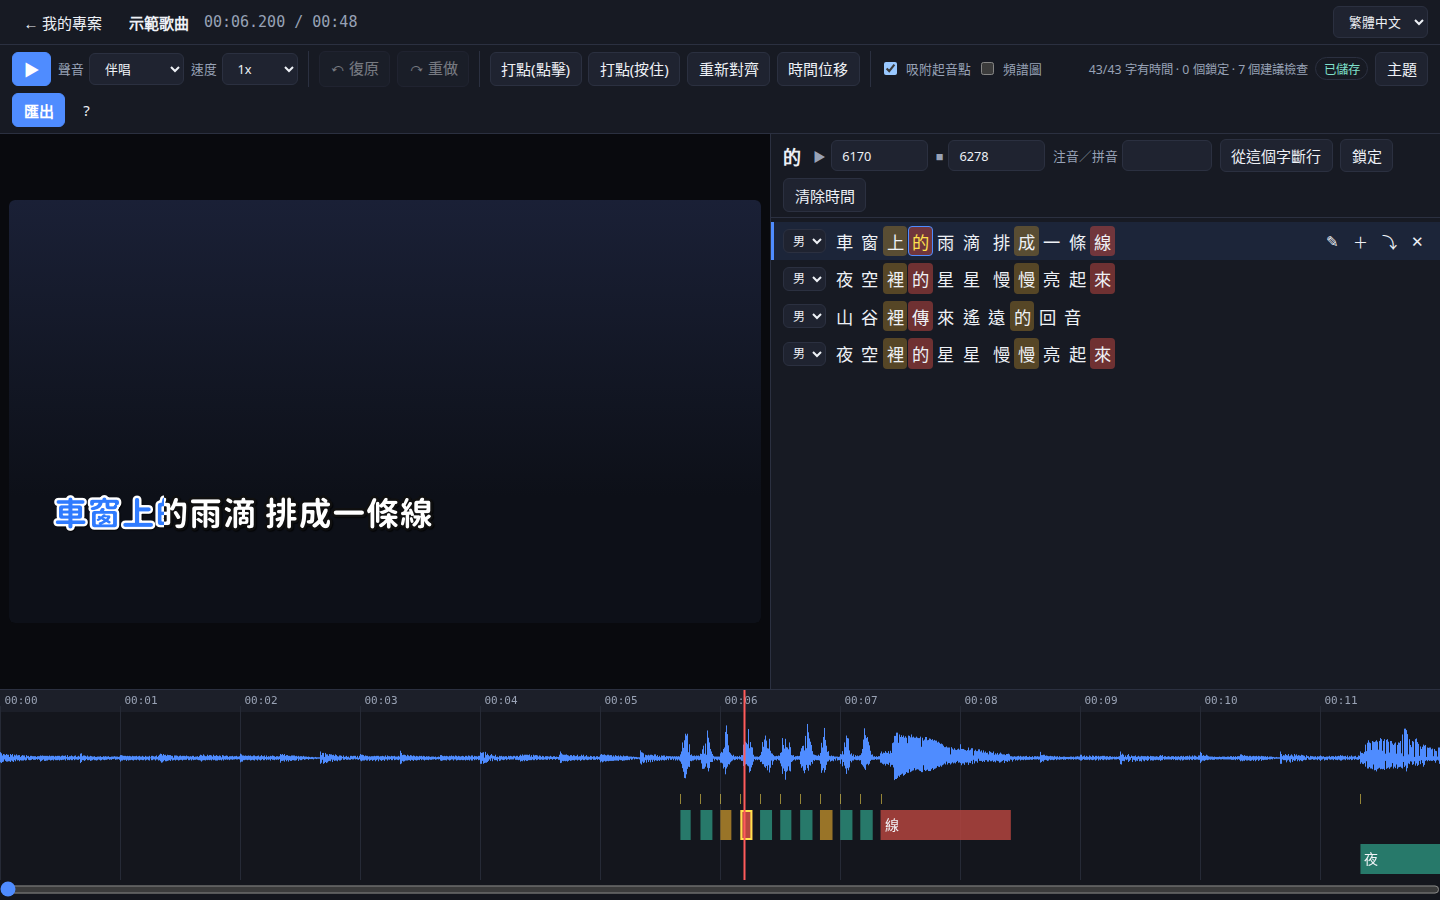 ← 我的專案 示範歌曲 00:06.200 / 00:48 繁體中文
聲音 伴唱 速度 1x ↶ 復原 ↷ 重做 打點(點擊) 打點(按住) 重新對齊 時間位移 吸附起音點 頻譜圖 43/43 字有時間 · 0 個鎖定 · 7 個建議檢查 已儲存 主題
匯出 ?
的 ▶ 6170 ■ 6278 注音／拼音 從這個字斷行 鎖定
清除時間
男 車窗上的雨滴 排成一條線 ✎ ＋ ⤵ ✕
男 夜空裡的星星 慢慢亮起來
男 山谷裡傳來遙遠的回音
男 夜空裡的星星 慢慢亮起來
車窗上的雨滴 排成一條線
00:00 00:01 00:02 00:03 00:04 00:05 00:06 00:07 00:08 00:09 00:10 00:11
線
夜